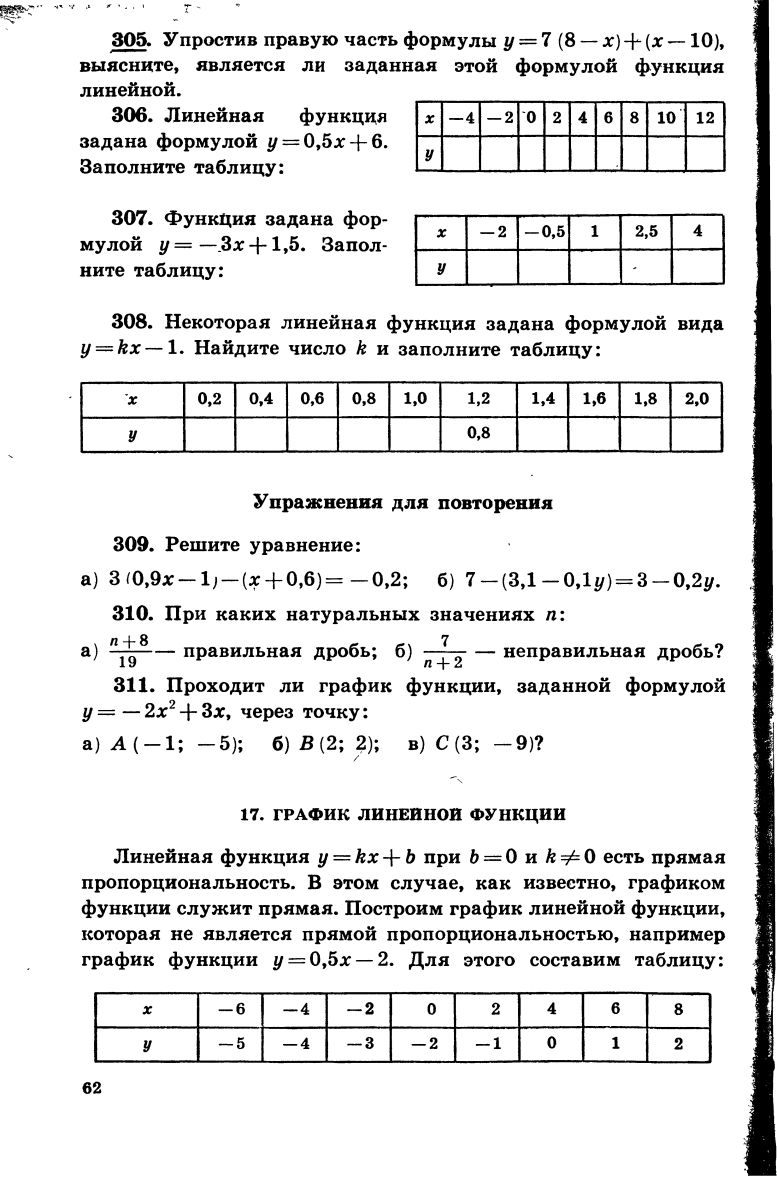 305. Упростив правую часть формулы y = 7 (8 — x) + (x — 10),
выясните, является ли заданная этой формулой функция
линейной.
306. Линейная функция
задана формулой y = 0,5x + 6.
Заполните таблицу:
x —4 —2 0 2 4 6 8 10 12
y
307. Функция задана фор-
мулой y = —3x + 1,5. Запол-
ните таблицу:
x —2 —0,5 1 2,5 4
y
308. Некоторая линейная функция задана формулой вида
y = kx — 1. Найдите число k и заполните таблицу:
x 0,2 0,4 0,6 0,8 1,0 1,2 1,4 1,6 1,8 2,0
y 0,8
Упражнения для повторения
309. Решите уравнение:
а) 3 (0,9x — 1) — (x + 0,6) = —0,2; б) 7 — (3,1 — 0,1y) = 3 — 0,2y.
310. При каких натуральных значениях n:
а) (n + 8)/19 — правильная дробь; б) 7/(n + 2) — неправильная дробь?
311. Проходит ли график функции, заданной формулой
y = —2x² + 3x, через точку:
а) A (—1; —5); б) B (2; 2); в) C (3; —9)?
17. ГРАФИК ЛИНЕЙНОЙ ФУНКЦИИ
Линейная функция y = kx + b при b = 0 и k ≠ 0 есть прямая
пропорциональность. В этом случае, как известно, графиком
функции служит прямая. Построим график линейной функции,
которая не является прямой пропорциональностью, например
график функции y = 0,5x — 2. Для этого составим таблицу:
x —6 —4 —2 0 2 4 6 8
y —5 —4 —3 —2 —1 0 1 2
62